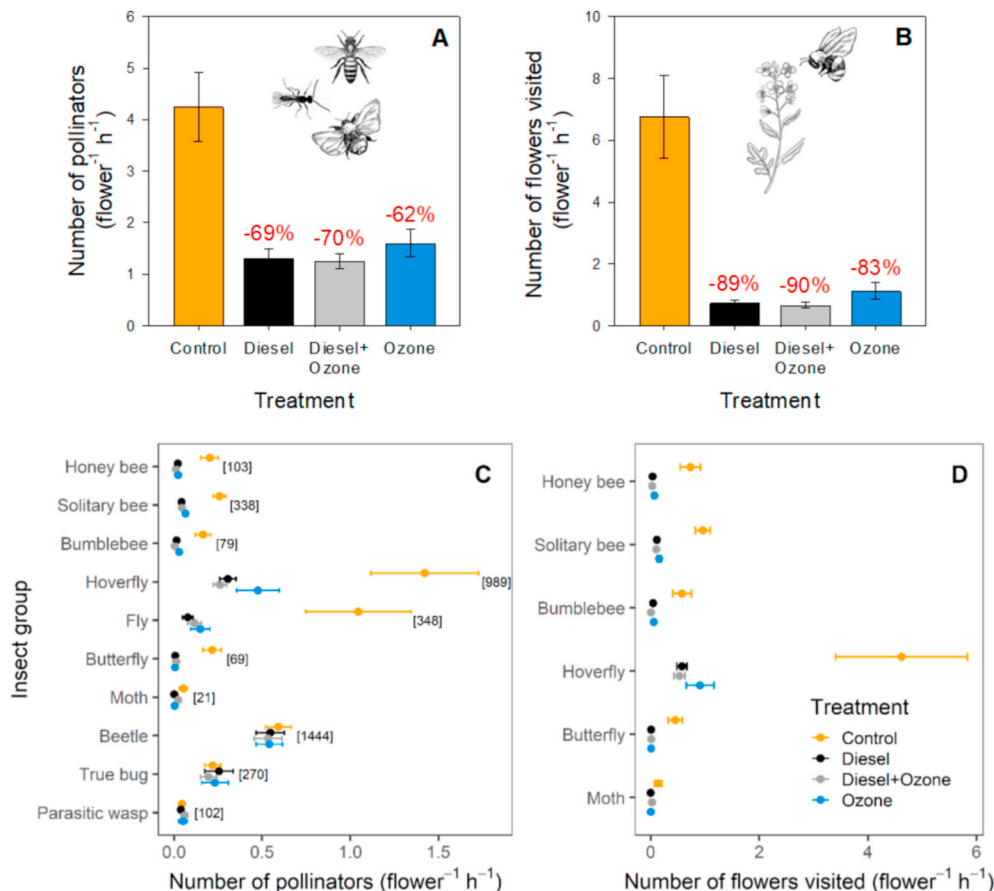 A
Number of pollinators
(flower⁻¹ h⁻¹)
6
5
4
3
2
1
0
-69%
-70%
-62%
Control
Diesel
Diesel+
Ozone
Ozone
Treatment
B
Number of flowers visited
(flower⁻¹ h⁻¹)
10
8
6
4
2
0
-89%
-90%
-83%
Control
Diesel
Diesel+
Ozone
Ozone
Treatment
C
Insect group
Honey bee
[103]
Solitary bee
[338]
Bumblebee
[79]
Hoverfly
[989]
Fly
[348]
Butterfly
[69]
Moth
[21]
Beetle
[1444]
True bug
[270]
Parasitic wasp
[102]
0.0 0.5 1.0 1.5
Number of pollinators (flower⁻¹ h⁻¹)
D
Honey bee
Solitary bee
Bumblebee
Hoverfly
Butterfly
Moth
Treatment
Control
Diesel
Diesel+Ozone
Ozone
0 2 4 6
Number of flowers visited (flower⁻¹ h⁻¹)